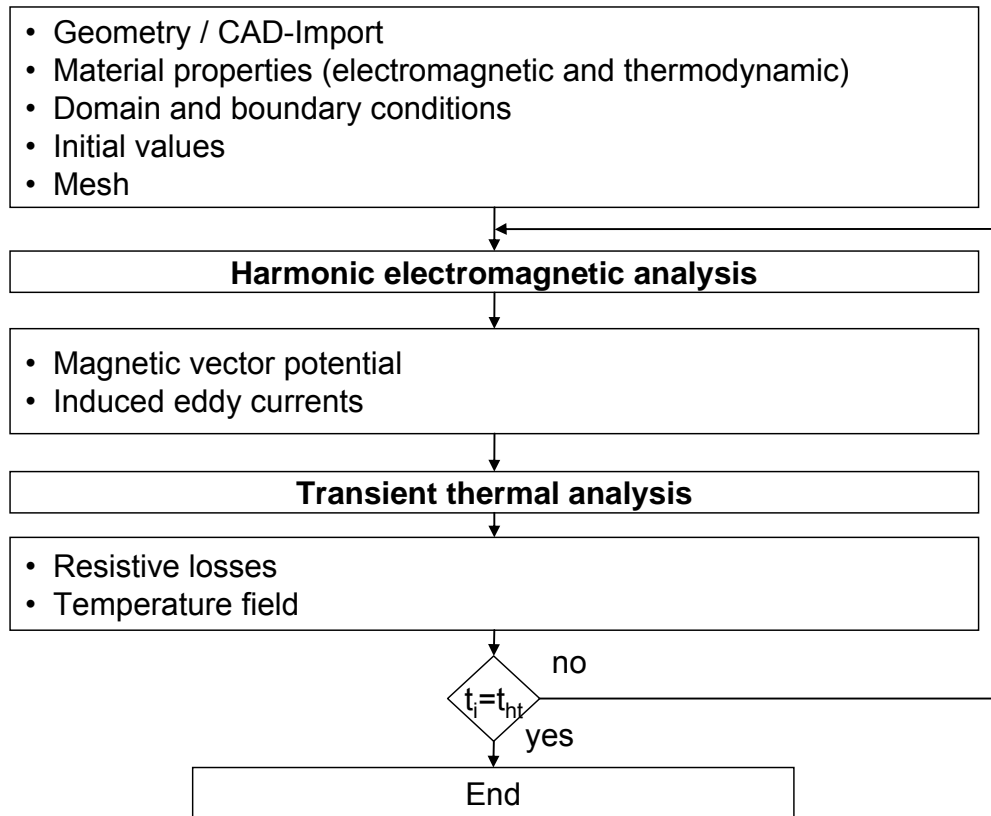 • Geometry / CAD-Import
• Material properties (electromagnetic and thermodynamic)
• Domain and boundary conditions
• Initial values
• Mesh
Harmonic electromagnetic analysis
• Magnetic vector potential
• Induced eddy currents
Transient thermal analysis
• Resistive losses
• Temperature field
no
tᵢ=tₕₜ
yes
End